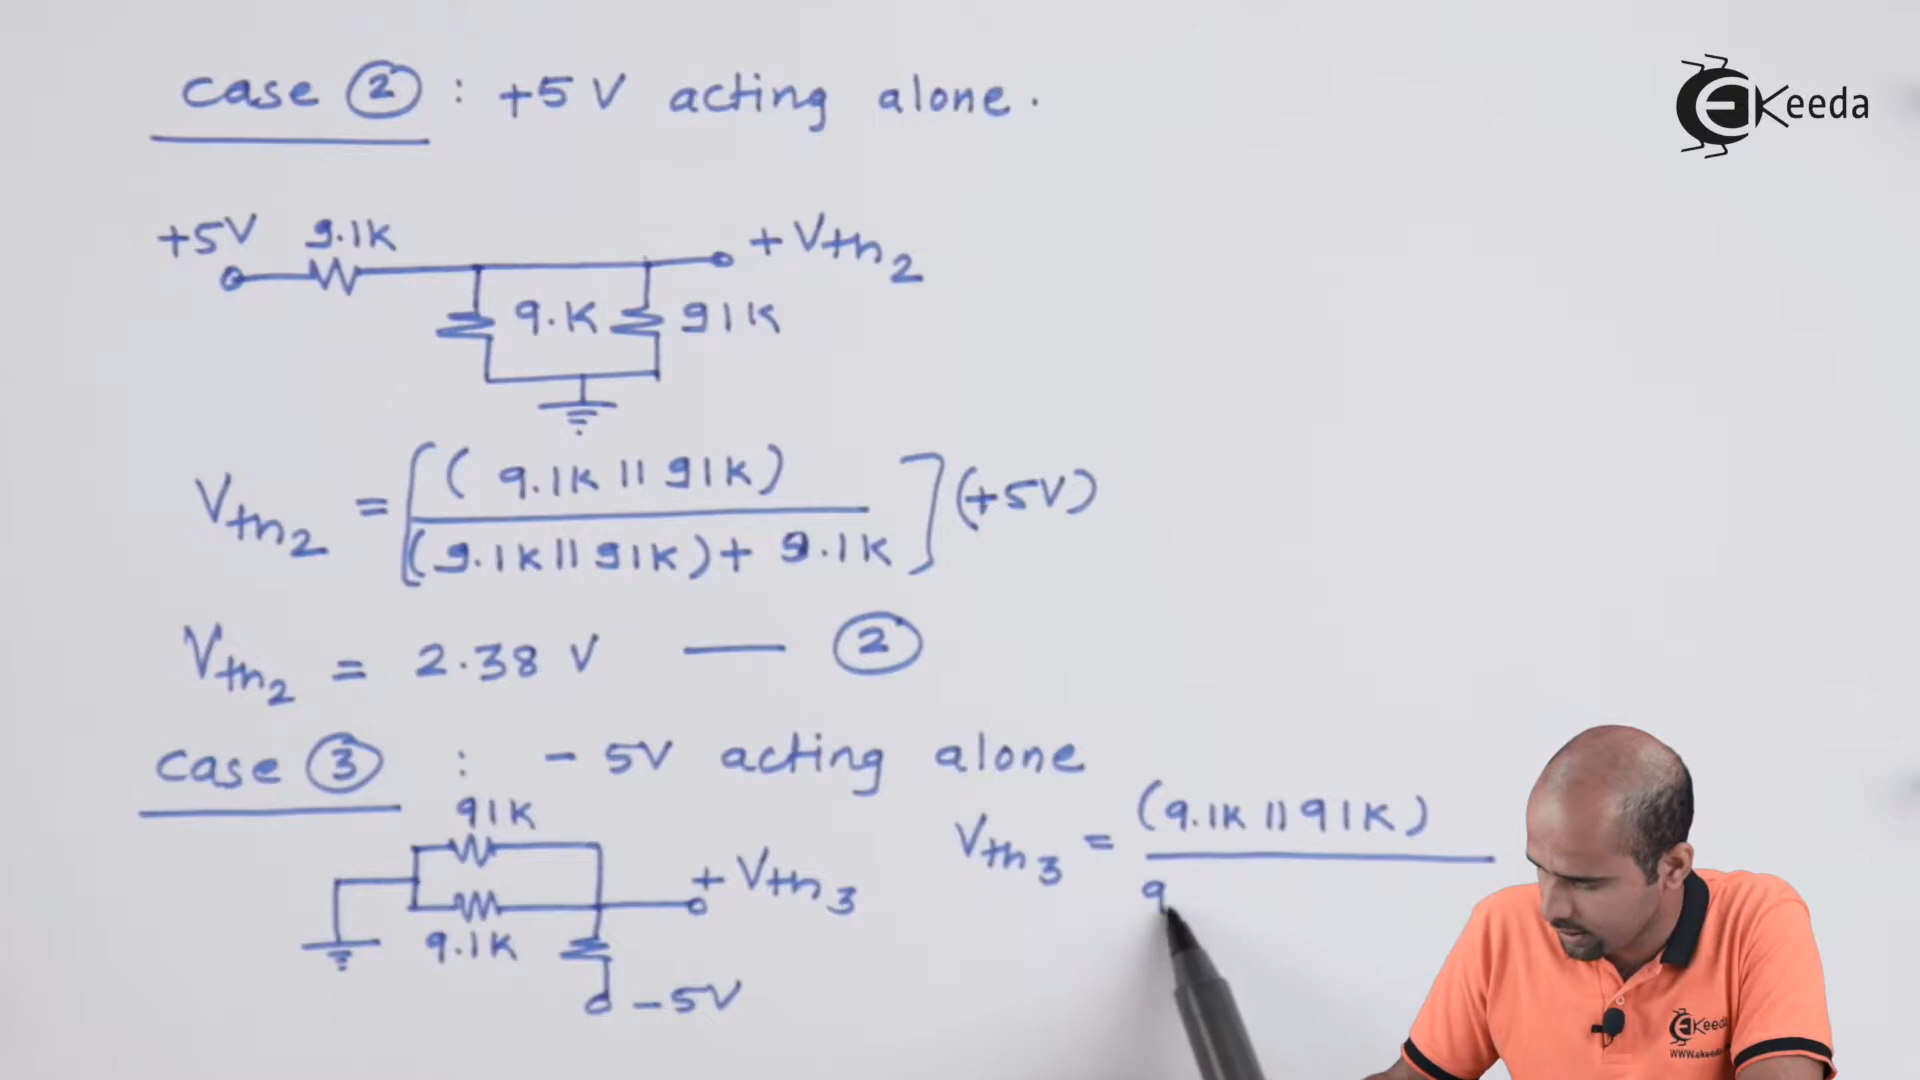 case ② : +5 V acting alone.
EKeeda
+5V 9.1K + Vth2
9.K 91K
Vth2 = [ (9.1K || 91K) / (9.1K || 91K) + 9.1K ] (+5V)
Vth2 = 2.38 V — ②
case ③ : - 5V acting alone
91K
9.1K
+ Vth3
-5V
Vth3 = (9.1K || 91K)
9
EKeeda